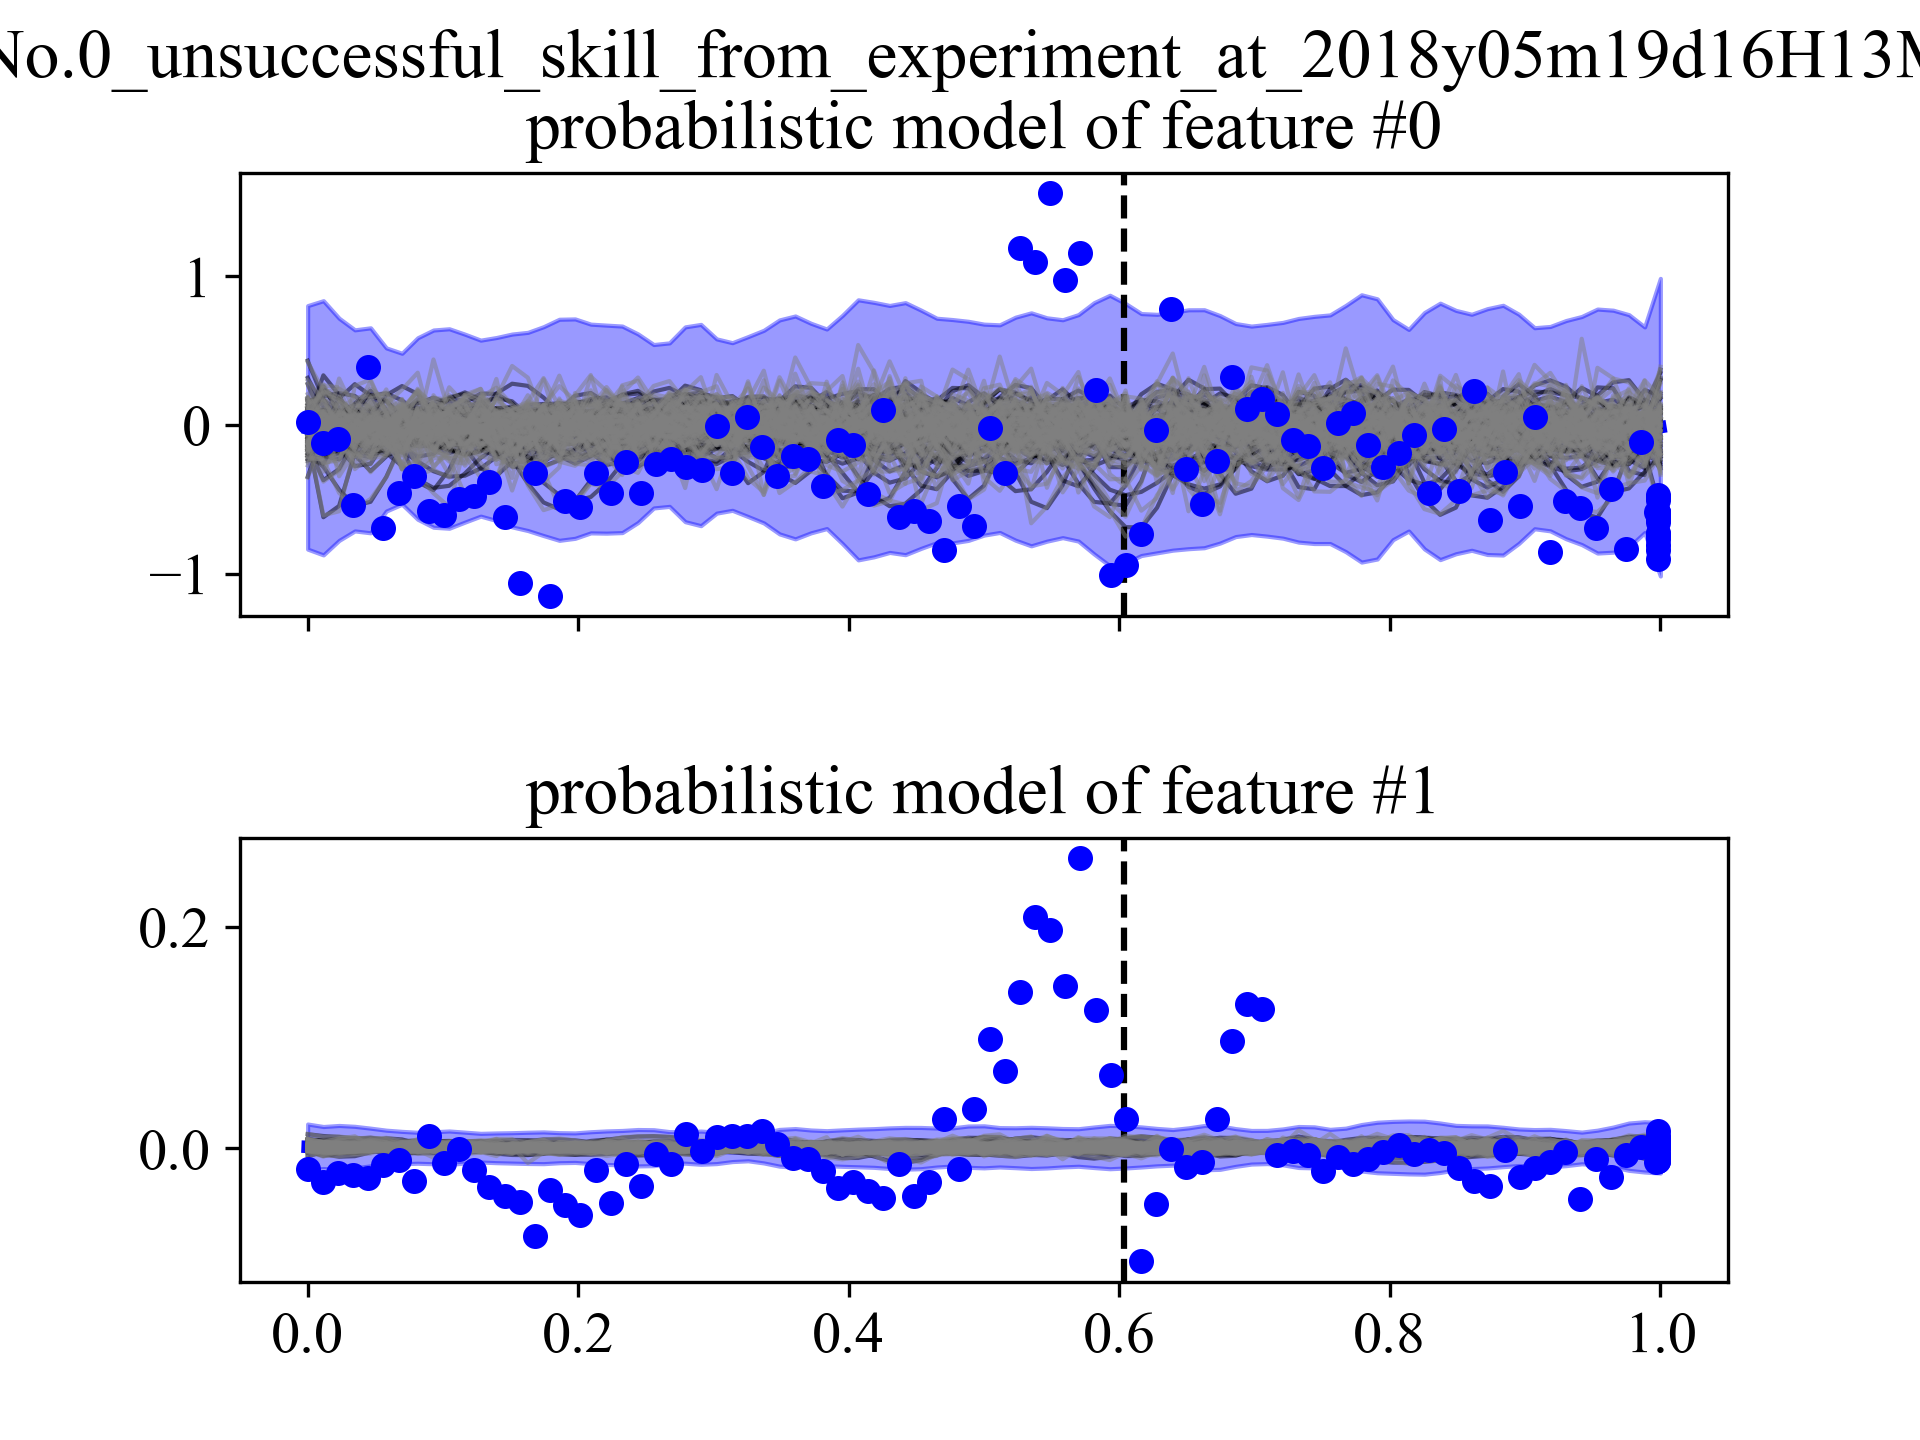 No.0_unsuccessful_skill_from_experiment_at_2018y05m19d16H13M
probabilistic model of feature #0
1
0
−1
probabilistic model of feature #1
0.2
0.0
0.0 0.2 0.4 0.6 0.8 1.0